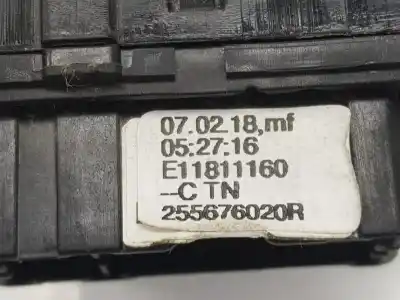 07.02.18,mf
05:27:16
E11811160
--C TN
255676020R